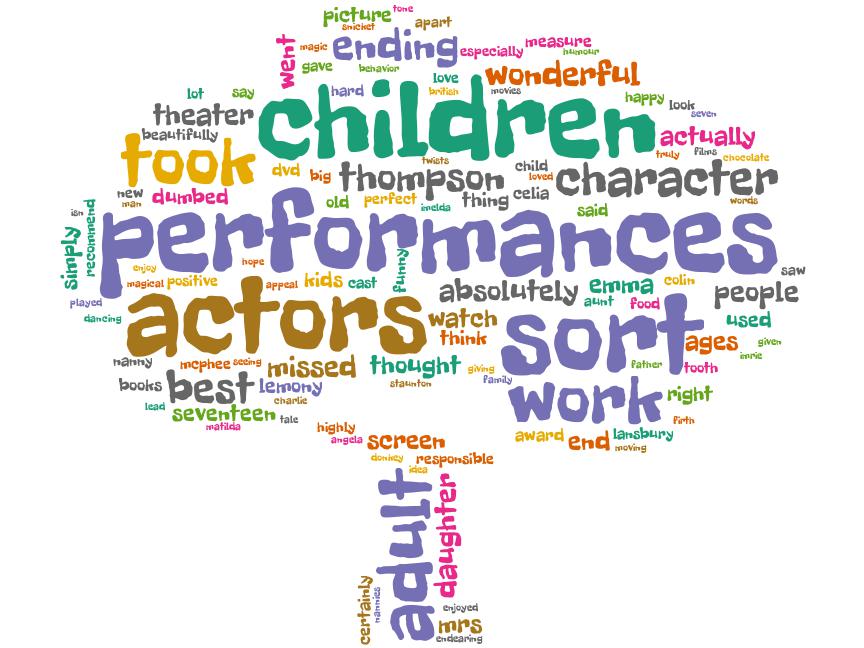 picture
tone
snicket
apart
went
magic
ending
especially
measure
humour
gave
behavior
love
wonderful
lot
say
hard
british
movies
happy
look
seven
theater
children
actually
beautifully
took
truly
films
chocolate
dvd
big
twists
thompson
child
loved
character
new
man
dumbed
old
perfect
imelda
thing
celia
words
said
isn
simply
recommend
performances
hope
funny
saw
enjoy
magical
positive
appeal
kids
cast
absolutely
emma
colin
people
played
aunt
food
dancing
actors
watch
think
sort
used
ages
given
imrie
nanny
mcphee
seeing
missed
thought
giving
father
tooth
books
best
lemony
staunton
family
work
right
charlie
lead
seventeen
tale
matilda
firth
highly
angela
screen
award
end
lansbury
moving
donkey
responsible
idea
adult
daughter
certainly
nannies
enjoyed
mrs
endearing